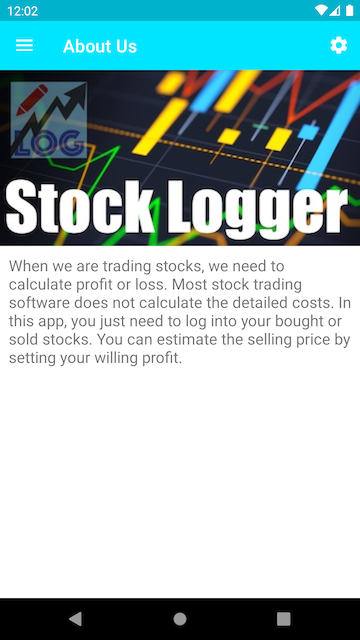 12:02
About Us
LOG
Stock Logger
When we are trading stocks, we need to
calculate profit or loss. Most stock trading
software does not calculate the detailed costs. In
this app, you just need to log into your bought or
sold stocks. You can estimate the selling price by
setting your willing profit.